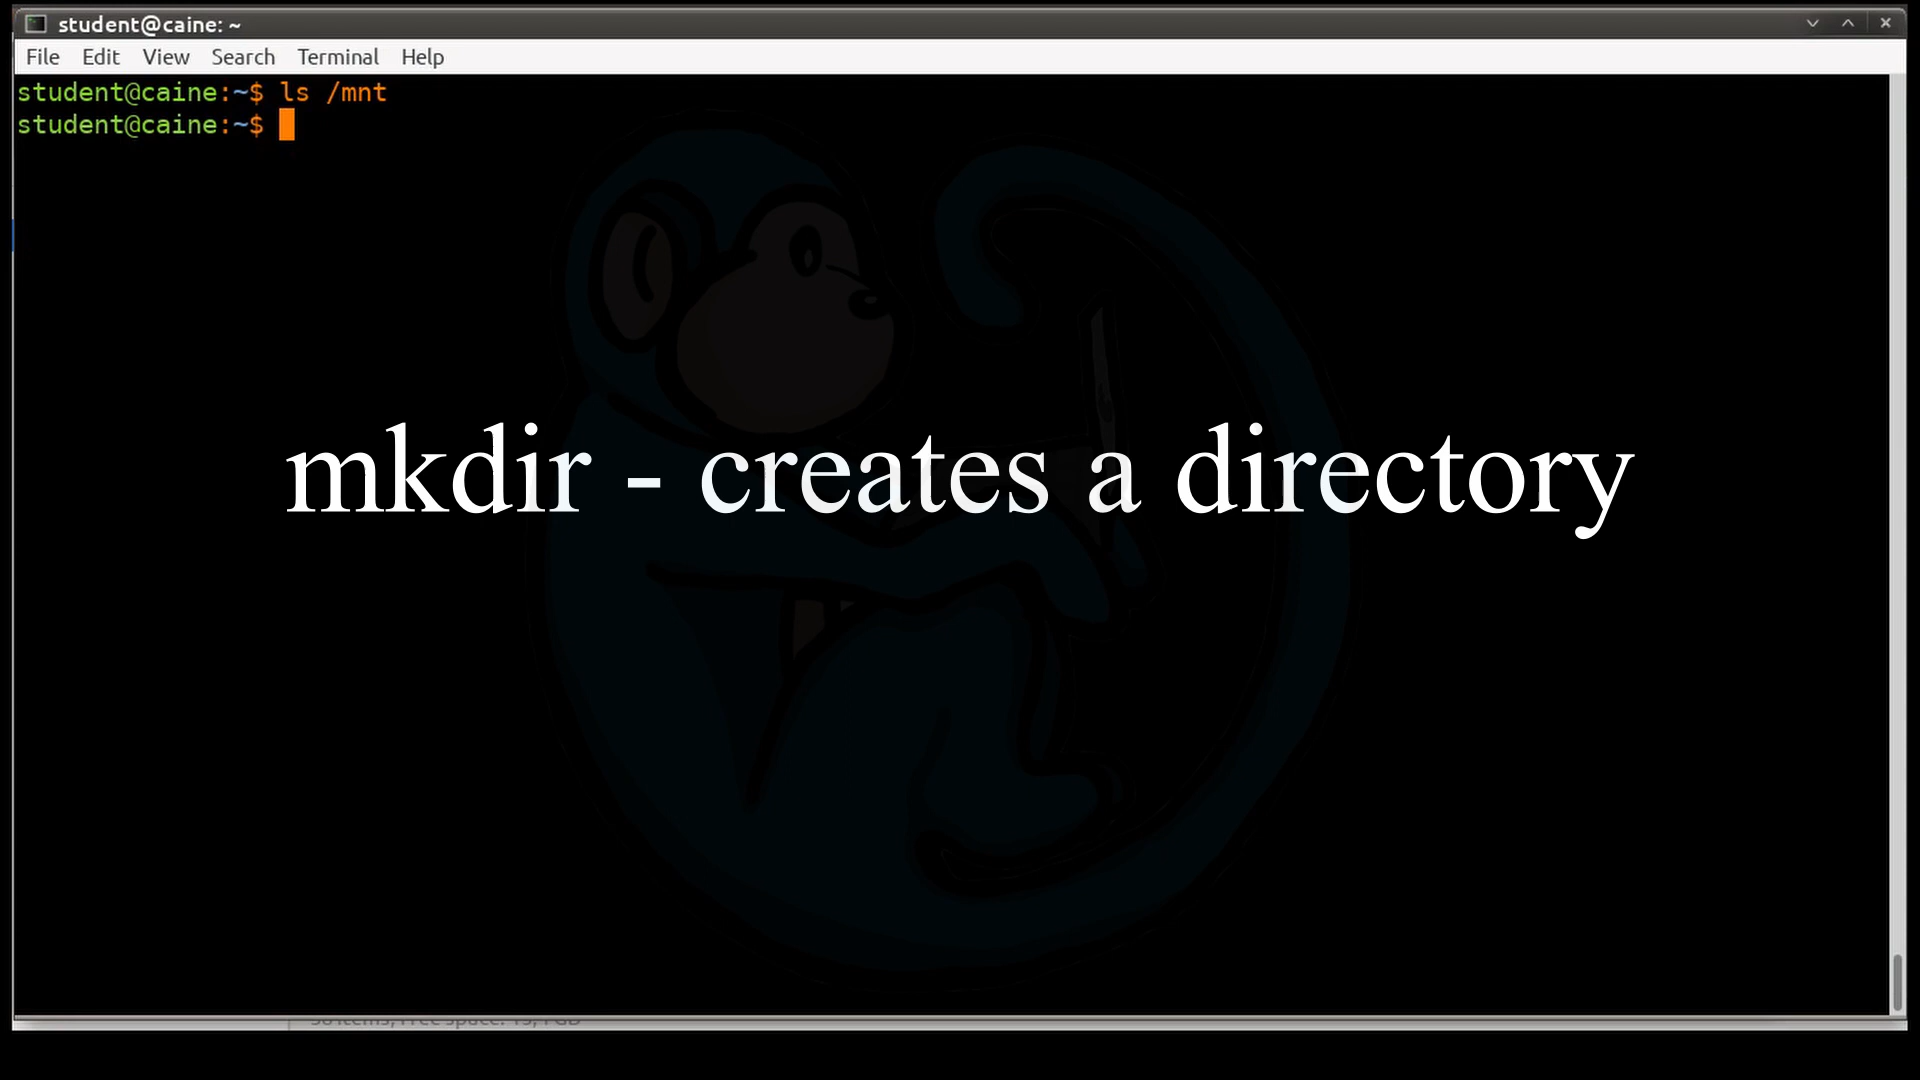 student@caine: ~
File Edit View Search Terminal Help
student@caine:~$ ls /mnt
student@caine:~$
mkdir - creates a directory